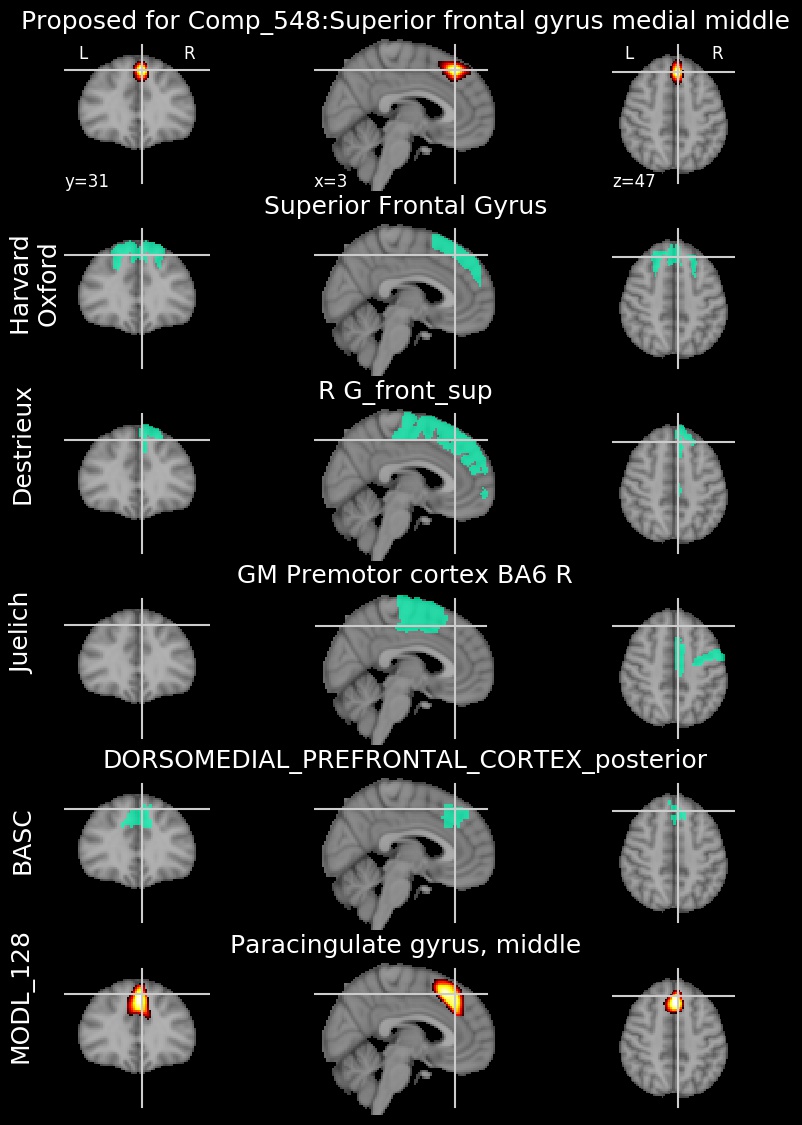 Proposed for Comp_548:Superior frontal gyrus medial middle
L R L R
y=31 x=3 z=47
Superior Frontal Gyrus
Harvard
Oxford
R G_front_sup
Destrieux
GM Premotor cortex BA6 R
Juelich
DORSOMEDIAL_PREFRONTAL_CORTEX_posterior
BASC
Paracingulate gyrus, middle
MODL_128